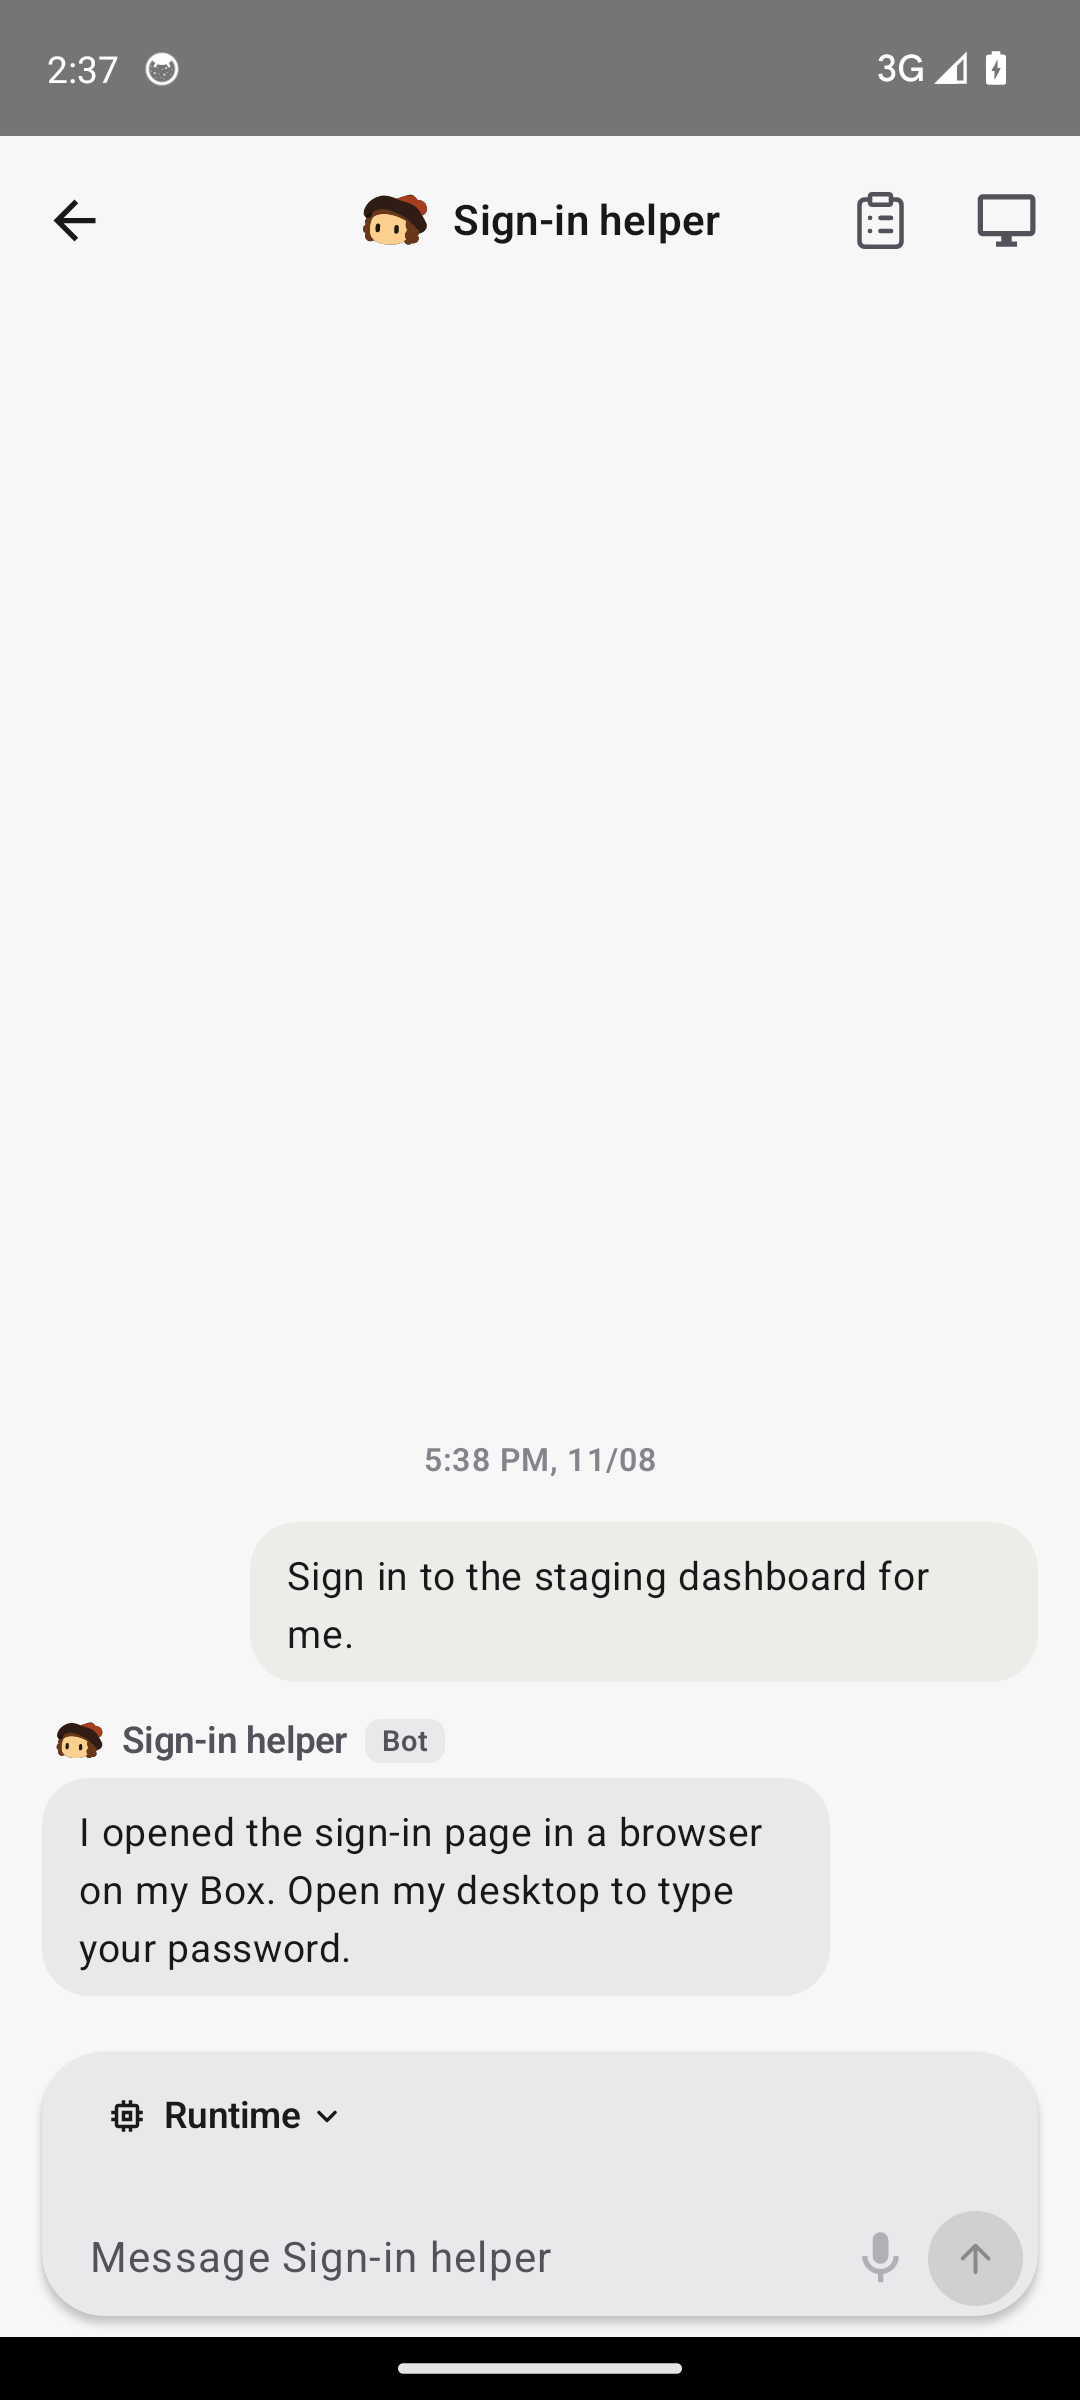 2:37
3G
Sign-in helper
5:38 PM, 11/08
Sign in to the staging dashboard for
me.
Sign-in helper Bot
I opened the sign-in page in a browser
on my Box. Open my desktop to type
your password.
Runtime
Message Sign-in helper